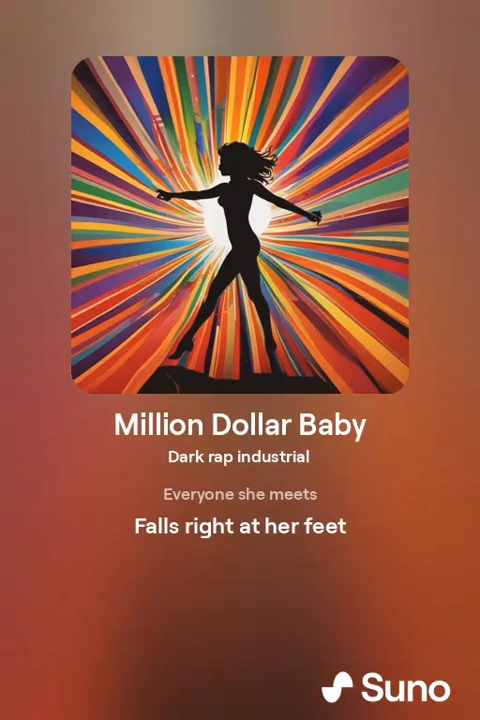 Million Dollar Baby
Dark rap industrial
Everyone she meets
Falls right at her feet
Suno